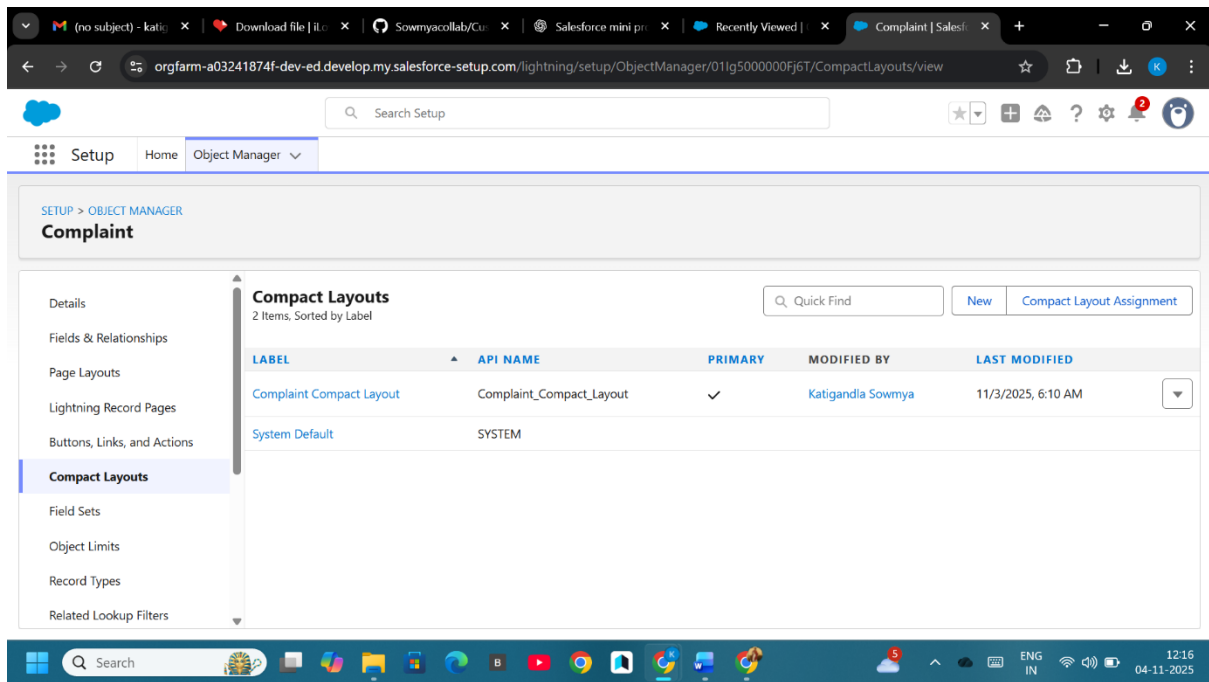 (no subject) - katig
Download file | iLo
Sowmyacollab/Cus
Salesforce mini pro
Recently Viewed |
Complaint | Salesfo
orgfarm-a03241874f-dev-ed.develop.my.salesforce-setup.com/lightning/setup/ObjectManager/01Ig5000000Fj6T/CompactLayouts/view
K
Search Setup
2
Setup
Home
Object Manager
SETUP > OBJECT MANAGER
Complaint
Details
Fields & Relationships
Page Layouts
Lightning Record Pages
Buttons, Links, and Actions
Compact Layouts
Field Sets
Object Limits
Record Types
Related Lookup Filters
Compact Layouts
2 Items, Sorted by Label
Quick Find
New
Compact Layout Assignment
LABEL API NAME PRIMARY MODIFIED BY LAST MODIFIED
Complaint Compact Layout Complaint_Compact_Layout Katigandla Sowmya 11/3/2025, 6:10 AM
System Default SYSTEM
Search
B
K
5
ENG
IN
12:16
04-11-2025